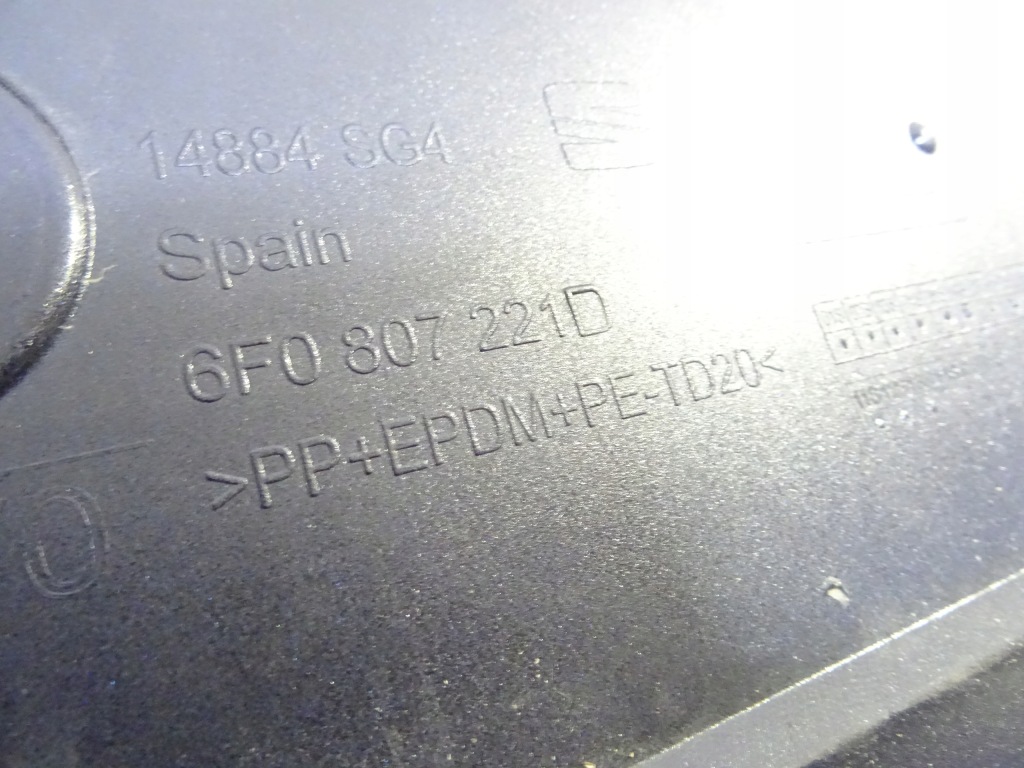 14884 SG4
Spain
6F0 807 221D
>PP+EPDM+PE-TD20<